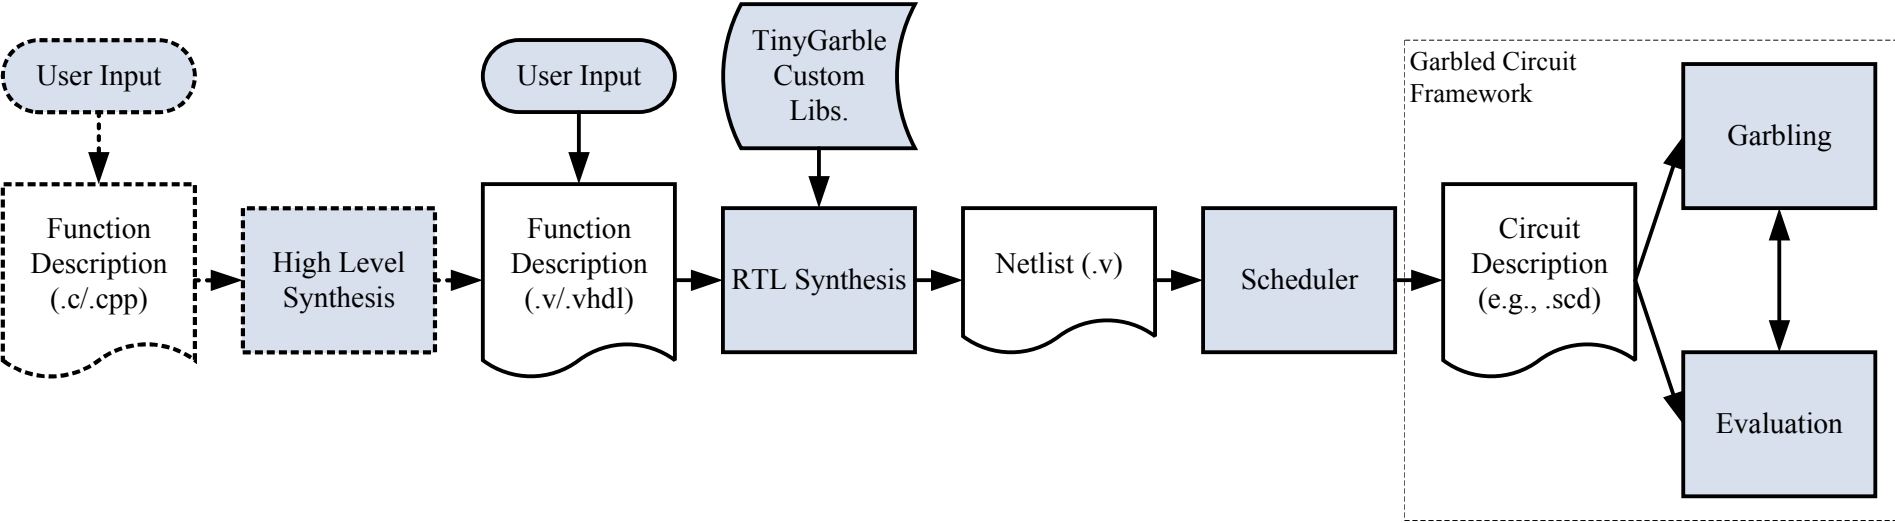 User Input
Function
Description
(.c/.cpp)
High Level
Synthesis
User Input
Function
Description
(.v/.vhdl)
TinyGarble
Custom
Libs.
RTL Synthesis
Netlist (.v)
Scheduler
Garbled Circuit
Framework
Circuit
Description
(e.g., .scd)
Garbling
Evaluation